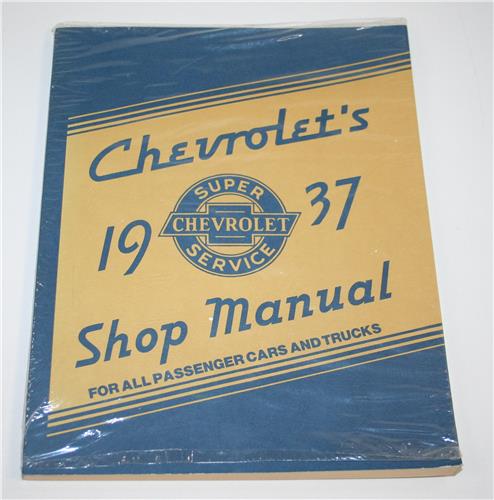 Chevrolet's
19 37
SUPER
CHEVROLET
SERVICE
Shop Manual
FOR ALL PASSENGER CARS AND TRUCKS